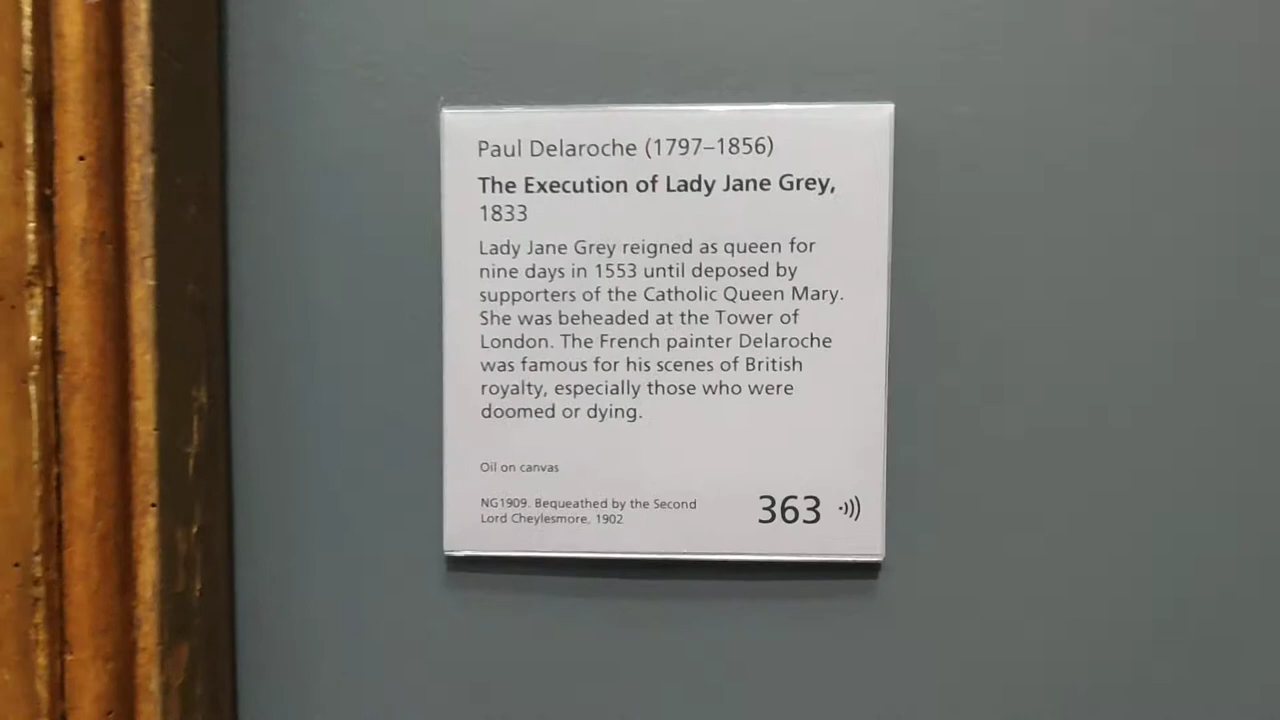 Paul Delaroche (1797–1856)
The Execution of Lady Jane Grey,
1833
Lady Jane Grey reigned as queen for
nine days in 1553 until deposed by
supporters of the Catholic Queen Mary.
She was beheaded at the Tower of
London. The French painter Delaroche
was famous for his scenes of British
royalty, especially those who were
doomed or dying.
Oil on canvas
NG1909. Bequeathed by the Second
Lord Cheylesmore, 1902
363